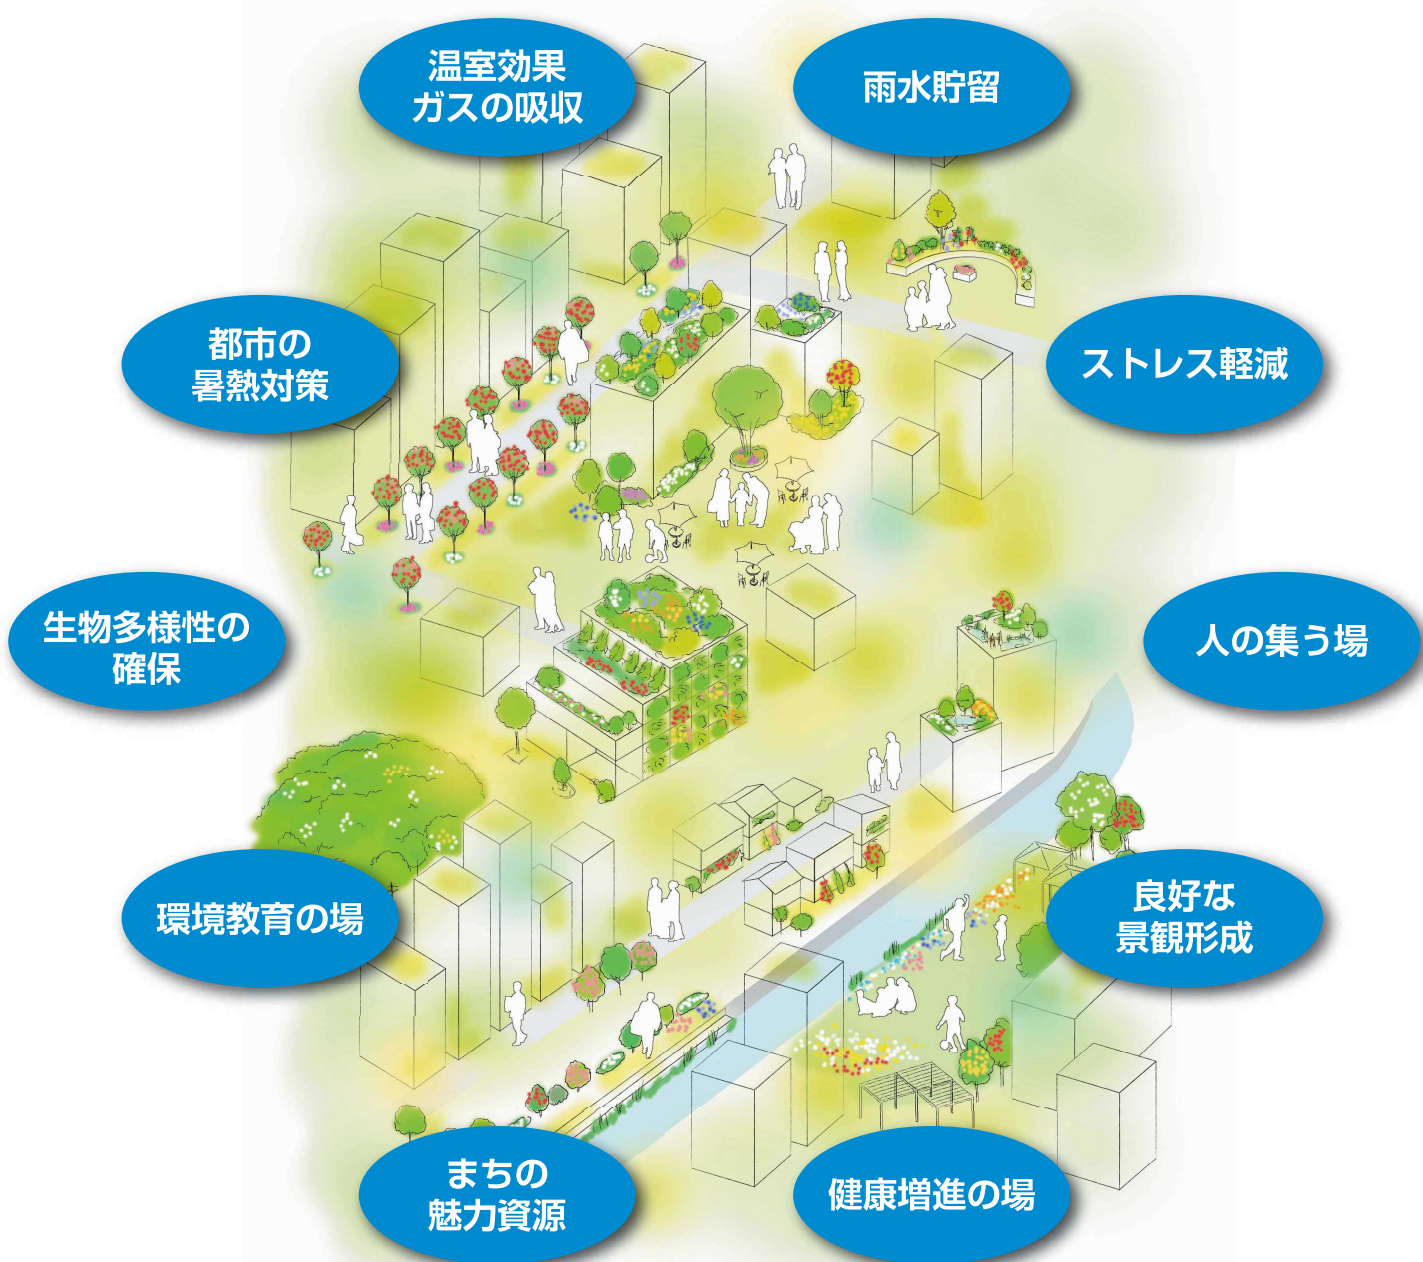 温室効果
ガスの吸収
雨水貯留
都市の
暑熱対策
ストレス軽減
生物多様性の
確保
人の集う場
環境教育の場
良好な
景観形成
まちの
魅力資源
健康増進の場